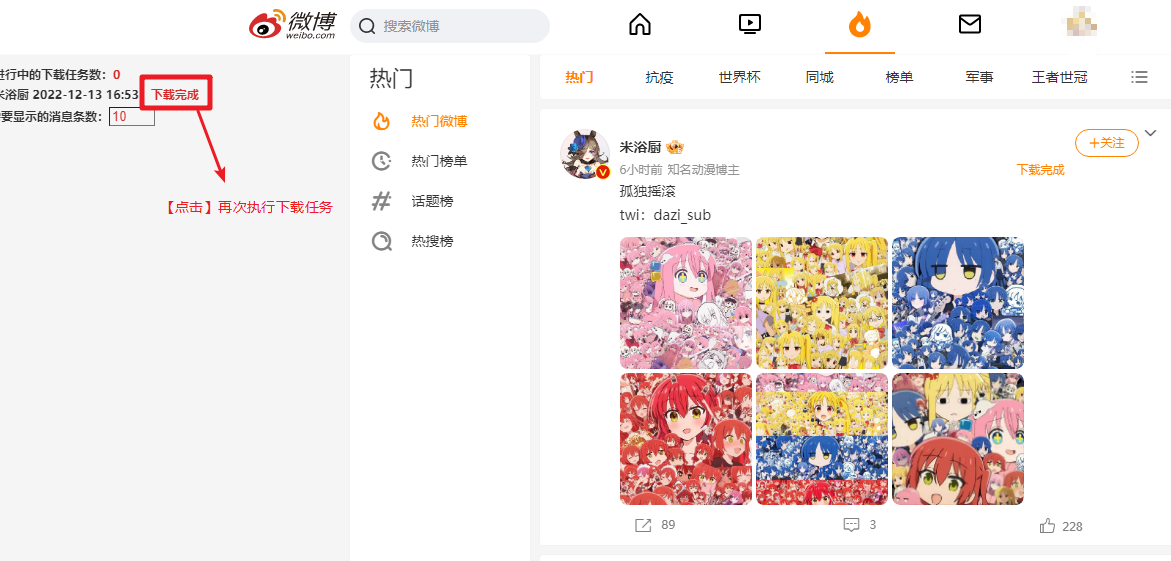 微博
weibo.com
搜索微博
进行中的下载任务数：0
米浴厨 2022-12-13 16:53 下载完成
需要显示的消息条数：10
【点击】再次执行下载任务
热门
热门微博
热门榜单
话题榜
热搜榜
热门 抗疫 世界杯 同城 榜单 军事 王者世冠
米浴厨
+关注
6小时前 知名动漫博主
下载完成
孤独摇滚
twi：dazi_sub
89 3 228